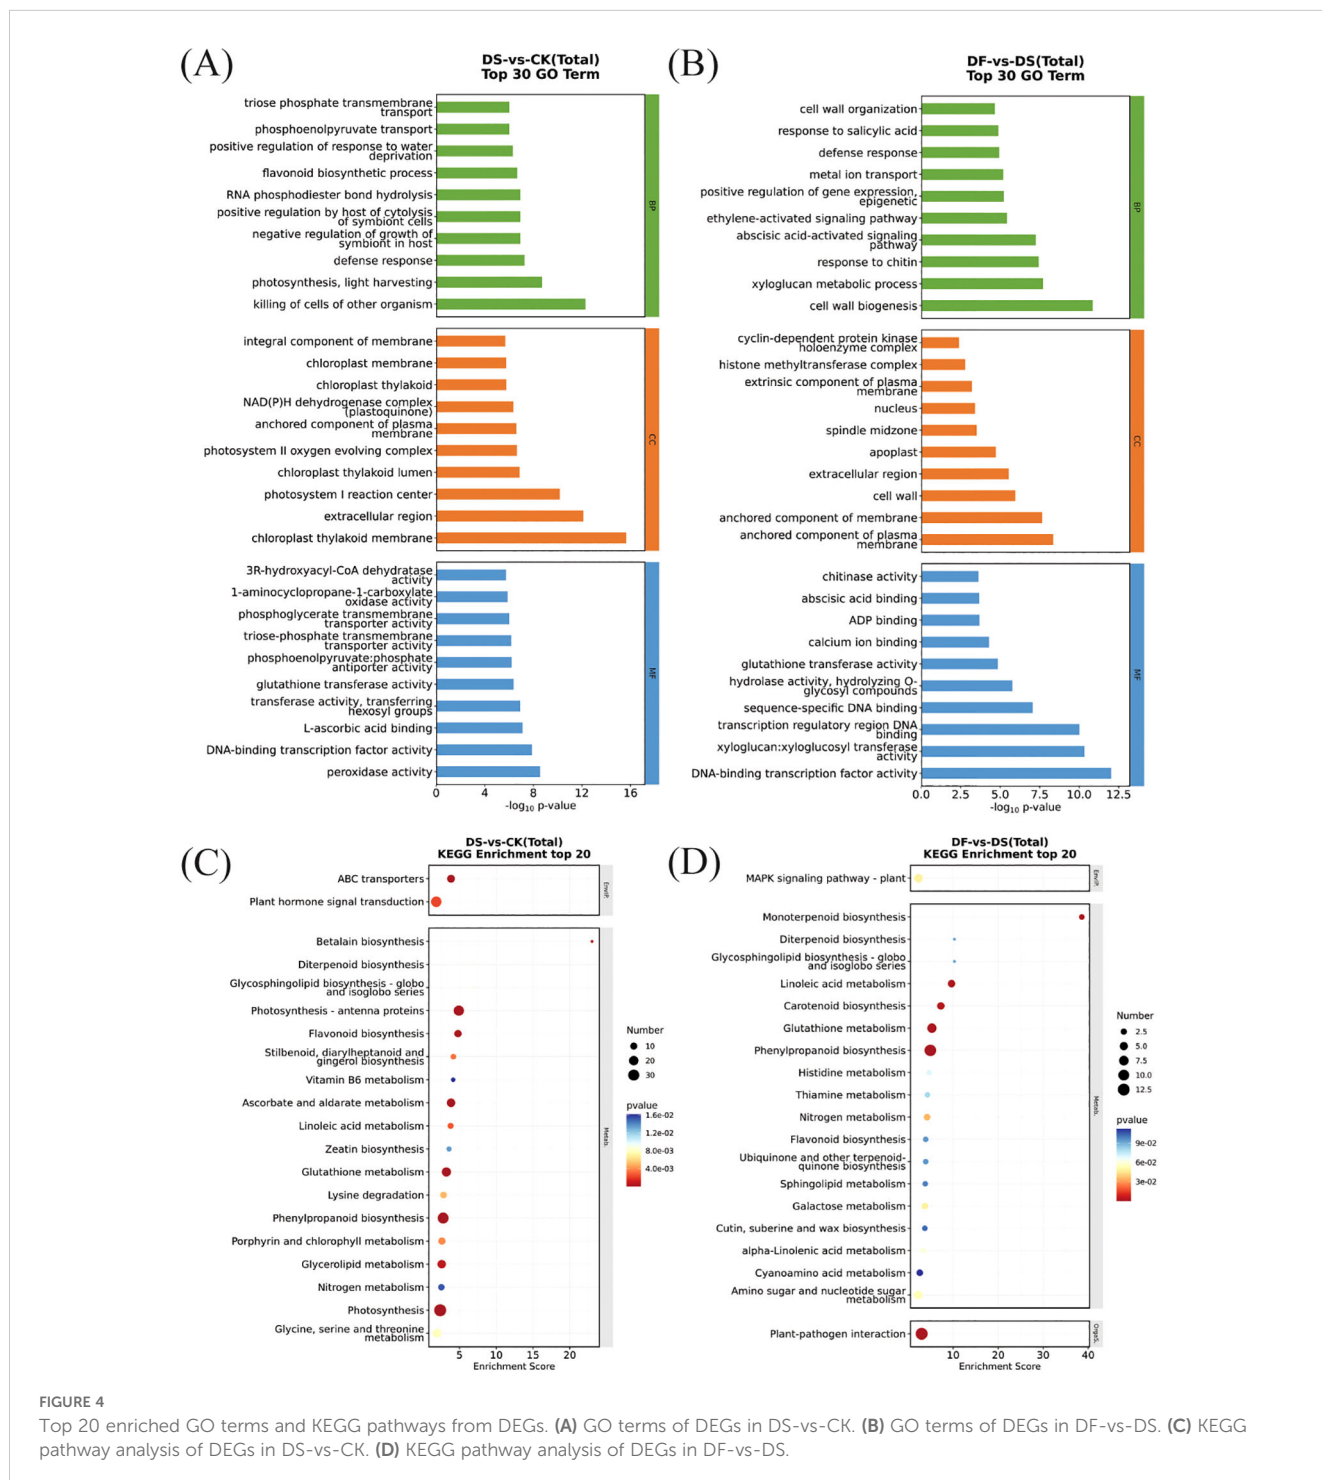 (A)
DS-vs-CK(Total)
Top 30 GO Term
triose phosphate transmembrane
transport
phosphoenolpyruvate transport
positive regulation of response to water
deprivation
flavonoid biosynthetic process
RNA phosphodiester bond hydrolysis
positive regulation by host of cytolysis
of symbiont cells
negative regulation of growth of
symbiont in host
defense response
photosynthesis, light harvesting
killing of cells of other organism
BP
integral component of membrane
chloroplast membrane
chloroplast thylakoid
NAD(P)H dehydrogenase complex
(plastoquinone)
anchored component of plasma
membrane
photosystem II oxygen evolving complex
chloroplast thylakoid lumen
photosystem I reaction center
extracellular region
chloroplast thylakoid membrane
CC
3R-hydroxyacyl-CoA dehydratase
activity
1-aminocyclopropane-1-carboxylate
oxidase activity
phosphoglycerate transmembrane
transporter activity
triose-phosphate transmembrane
transporter activity
phosphoenolpyruvate:phosphate
antiporter activity
glutathione transferase activity
transferase activity, transferring
hexosyl groups
L-ascorbic acid binding
DNA-binding transcription factor activity
peroxidase activity
MF
0 4 8 12 16
-log10 p-value
(B)
DF-vs-DS(Total)
Top 30 GO Term
cell wall organization
response to salicylic acid
defense response
metal ion transport
positive regulation of gene expression,
epigenetic
ethylene-activated signaling pathway
abscisic acid-activated signaling
pathway
response to chitin
xyloglucan metabolic process
cell wall biogenesis
BP
cyclin-dependent protein kinase
holoenzyme complex
histone methyltransferase complex
extrinsic component of plasma
membrane
nucleus
spindle midzone
apoplast
extracellular region
cell wall
anchored component of membrane
anchored component of plasma
membrane
CC
chitinase activity
abscisic acid binding
ADP binding
calcium ion binding
glutathione transferase activity
hydrolase activity, hydrolyzing O-
glycosyl compounds
sequence-specific DNA binding
transcription regulatory region DNA
binding
xyloglucan:xyloglucosyl transferase
activity
DNA-binding transcription factor activity
MF
0.0 2.5 5.0 7.5 10.0 12.5
-log10 p-value
(C)
DS-vs-CK(Total)
KEGG Enrichment top 20
ABC transporters
Plant hormone signal transduction
EnvIP.
Betalain biosynthesis
Diterpenoid biosynthesis
Glycosphingolipid biosynthesis - globo
and isoglobo series
Photosynthesis - antenna proteins
Flavonoid biosynthesis
Stilbenoid, diarylheptanoid and
gingerol biosynthesis
Vitamin B6 metabolism
Ascorbate and aldarate metabolism
Linoleic acid metabolism
Zeatin biosynthesis
Glutathione metabolism
Lysine degradation
Phenylpropanoid biosynthesis
Porphyrin and chlorophyll metabolism
Glycerolipid metabolism
Nitrogen metabolism
Photosynthesis
Glycine, serine and threonine
metabolism
Metab.
5 10 15 20
Enrichment Score
Number
10
20
30
pvalue
1.6e-02
1.2e-02
8.0e-03
4.0e-03
(D)
DF-vs-DS(Total)
KEGG Enrichment top 20
MAPK signaling pathway - plant
EnvIP.
Monoterpenoid biosynthesis
Diterpenoid biosynthesis
Glycosphingolipid biosynthesis - globo
and isoglobo series
Linoleic acid metabolism
Carotenoid biosynthesis
Glutathione metabolism
Phenylpropanoid biosynthesis
Histidine metabolism
Thiamine metabolism
Nitrogen metabolism
Flavonoid biosynthesis
Ubiquinone and other terpenoid-
quinone biosynthesis
Sphingolipid metabolism
Galactose metabolism
Cutin, suberine and wax biosynthesis
alpha-Linolenic acid metabolism
Cyanoamino acid metabolism
Amino sugar and nucleotide sugar
metabolism
Metab.
Plant-pathogen interaction
OrgaS.
10 20 30 40
Enrichment Score
Number
2.5
5.0
7.5
10.0
12.5
pvalue
9e-02
6e-02
3e-02
FIGURE 4
Top 20 enriched GO terms and KEGG pathways from DEGs. (A) GO terms of DEGs in DS-vs-CK. (B) GO terms of DEGs in DF-vs-DS. (C) KEGG
pathway analysis of DEGs in DS-vs-CK. (D) KEGG pathway analysis of DEGs in DF-vs-DS.